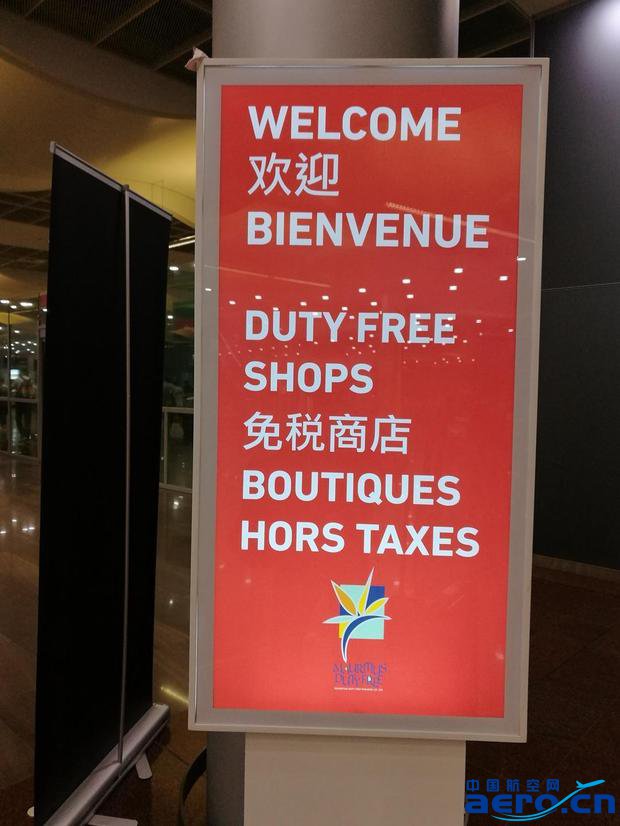 WELCOME
欢迎
BIENVENUE
DUTY FREE
SHOPS
免税商店
BOUTIQUES
HORS TAXES
MAURITIUS
DUTY FREE
中国航空网
aero.cn